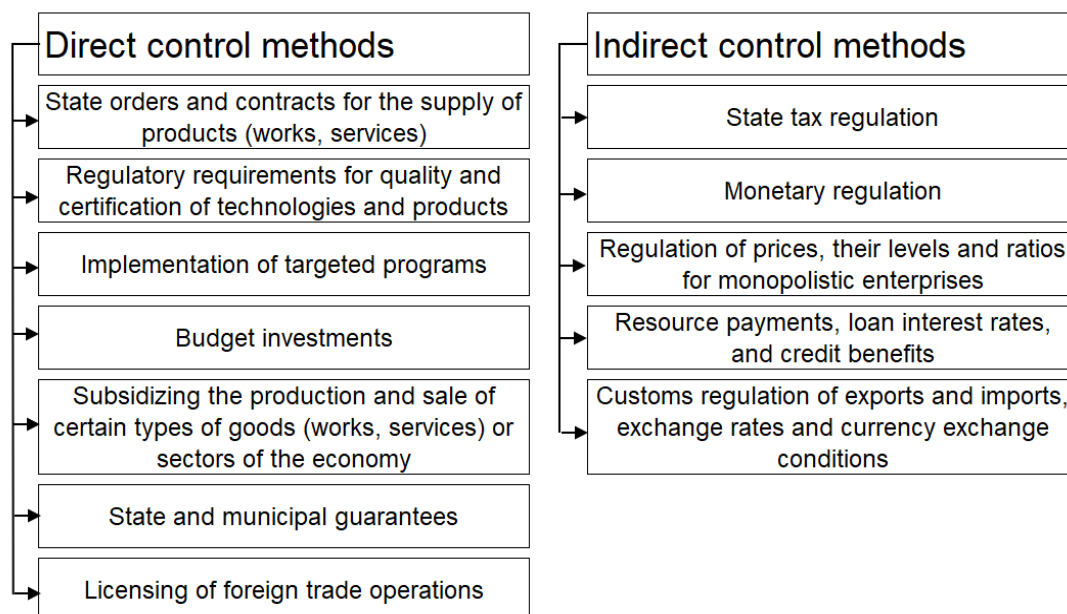 Direct control methods
State orders and contracts for the supply of
products (works, services)
Regulatory requirements for quality and
certification of technologies and products
Implementation of targeted programs
Budget investments
Subsidizing the production and sale of
certain types of goods (works, services) or
sectors of the economy
State and municipal guarantees
Licensing of foreign trade operations
Indirect control methods
State tax regulation
Monetary regulation
Regulation of prices, their levels and ratios
for monopolistic enterprises
Resource payments, loan interest rates,
and credit benefits
Customs regulation of exports and imports,
exchange rates and currency exchange
conditions